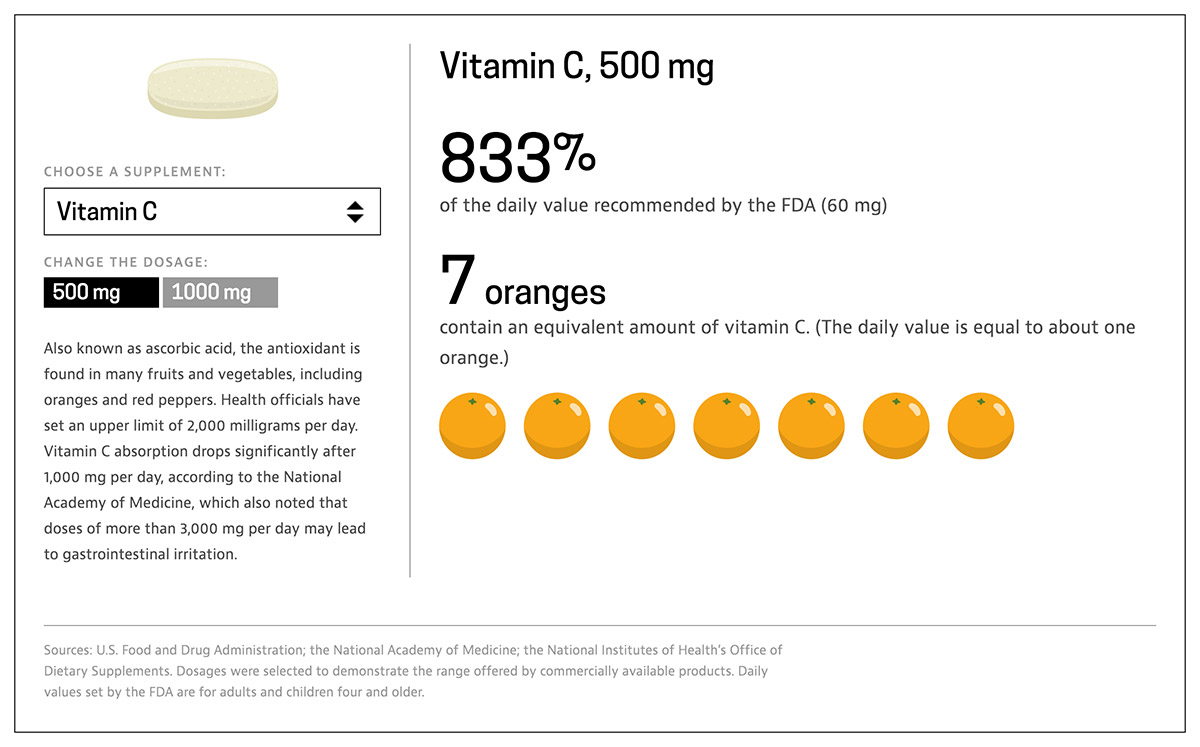 CHOOSE A SUPPLEMENT:
Vitamin C
CHANGE THE DOSAGE:
500 mg
1000 mg
Also known as ascorbic acid, the antioxidant is
found in many fruits and vegetables, including
oranges and red peppers. Health officials have
set an upper limit of 2,000 milligrams per day.
Vitamin C absorption drops significantly after
1,000 mg per day, according to the National
Academy of Medicine, which also noted that
doses of more than 3,000 mg per day may lead
to gastrointestinal irritation.
Vitamin C, 500 mg
833%
of the daily value recommended by the FDA (60 mg)
7 oranges
contain an equivalent amount of vitamin C. (The daily value is equal to about one
orange.)
Sources: U.S. Food and Drug Administration; the National Academy of Medicine; the National Institutes of Health's Office of
Dietary Supplements. Dosages were selected to demonstrate the range offered by commercially available products. Daily
values set by the FDA are for adults and children four and older.